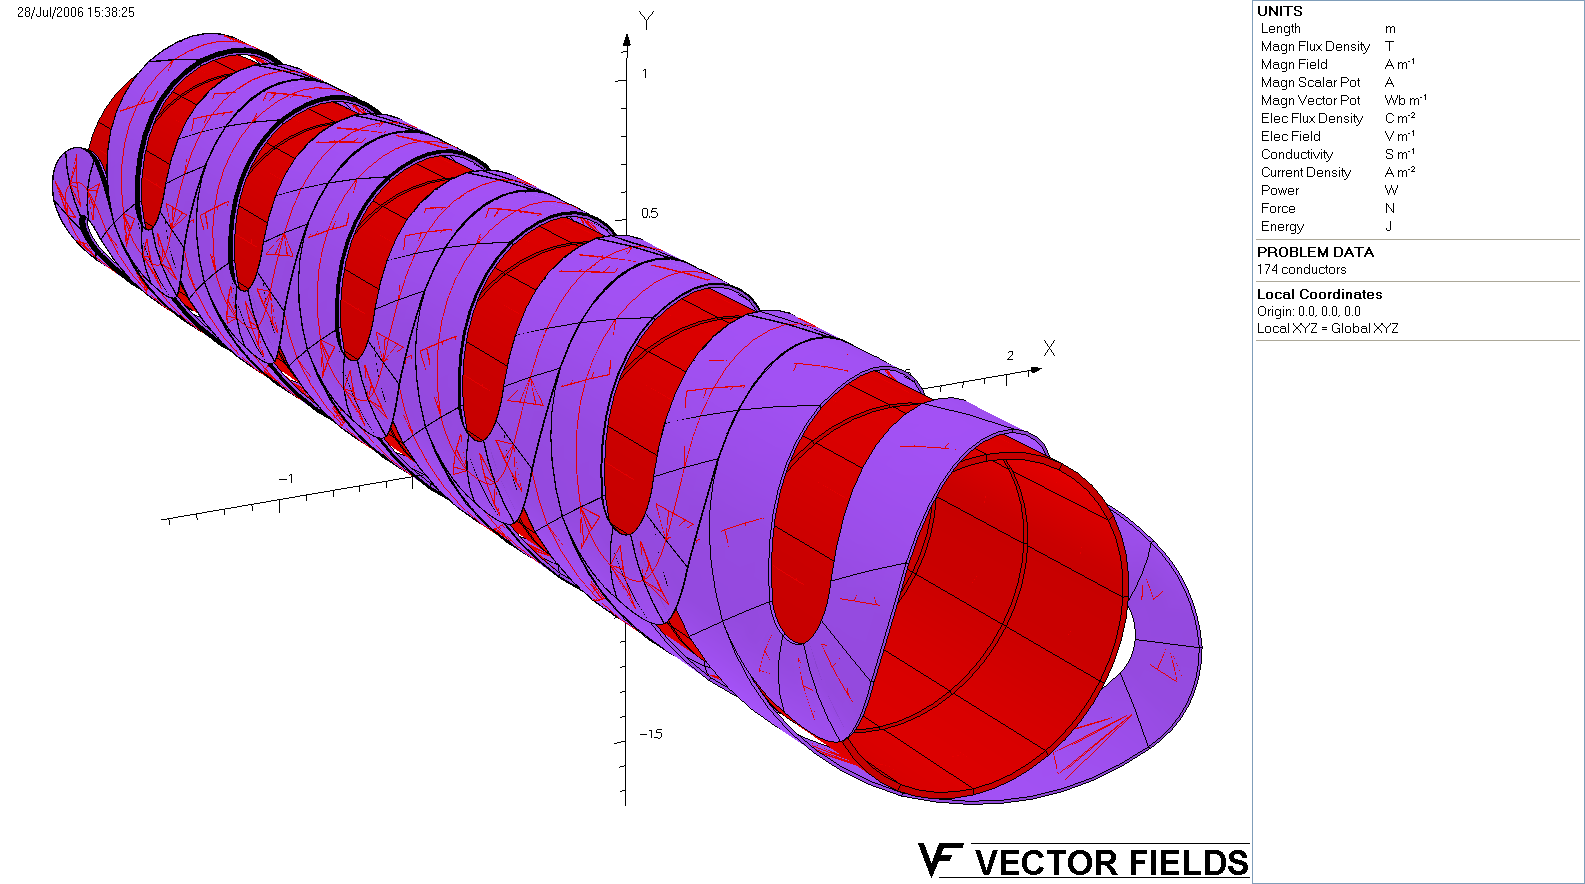 28/Jul/2006 15:38:25
Y
1
0.5
2
X
-1
-1.5
VF VECTOR FIELDS
UNITS
Length m
Magn Flux Density T
Magn Field A m⁻¹
Magn Scalar Pot A
Magn Vector Pot Wb m⁻¹
Elec Flux Density C m⁻²
Elec Field V m⁻¹
Conductivity S m⁻¹
Current Density A m⁻²
Power W
Force N
Energy J
PROBLEM DATA
174 conductors
Local Coordinates
Origin: 0.0, 0.0, 0.0
Local XYZ = Global XYZ